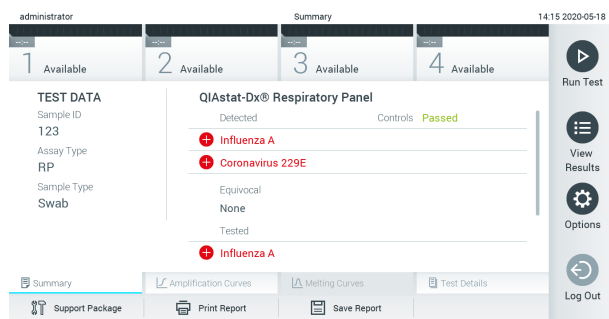 administrator Summary 14:15 2020-05-18
--:-- --:-- --:-- --:--
1 Available 2 Available 3 Available 4 Available
Run Test
View Results
Options
Log Out
TEST DATA
Sample ID
123
Assay Type
RP
Sample Type
Swab
QIAstat-Dx® Respiratory Panel
Detected Controls Passed
Influenza A
Coronavirus 229E
Equivocal
None
Tested
Influenza A
Summary Amplification Curves Melting Curves Test Details
Support Package Print Report Save Report